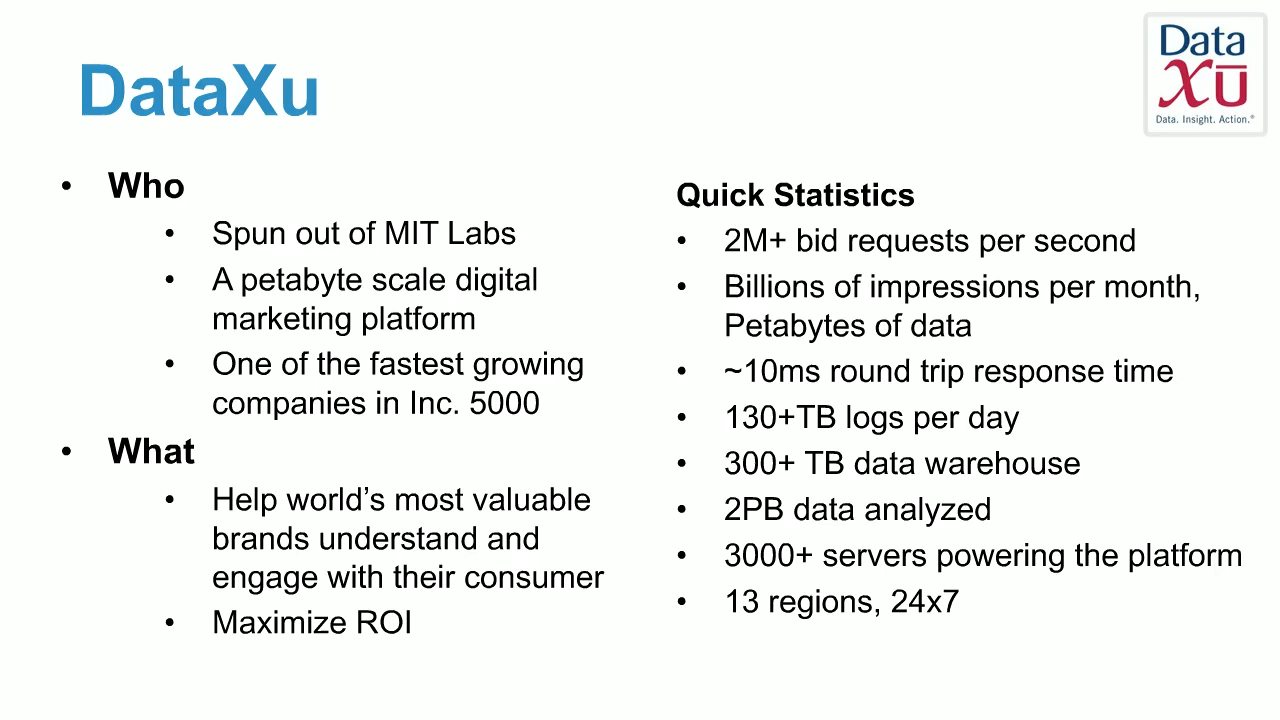 DataXu
Data
Xū
Data. Insight. Action.®
• Who
• Spun out of MIT Labs
• A petabyte scale digital
marketing platform
• One of the fastest growing
companies in Inc. 5000
• What
• Help world’s most valuable
brands understand and
engage with their consumer
• Maximize ROI
Quick Statistics
• 2M+ bid requests per second
• Billions of impressions per month,
Petabytes of data
• ~10ms round trip response time
• 130+TB logs per day
• 300+ TB data warehouse
• 2PB data analyzed
• 3000+ servers powering the platform
• 13 regions, 24x7